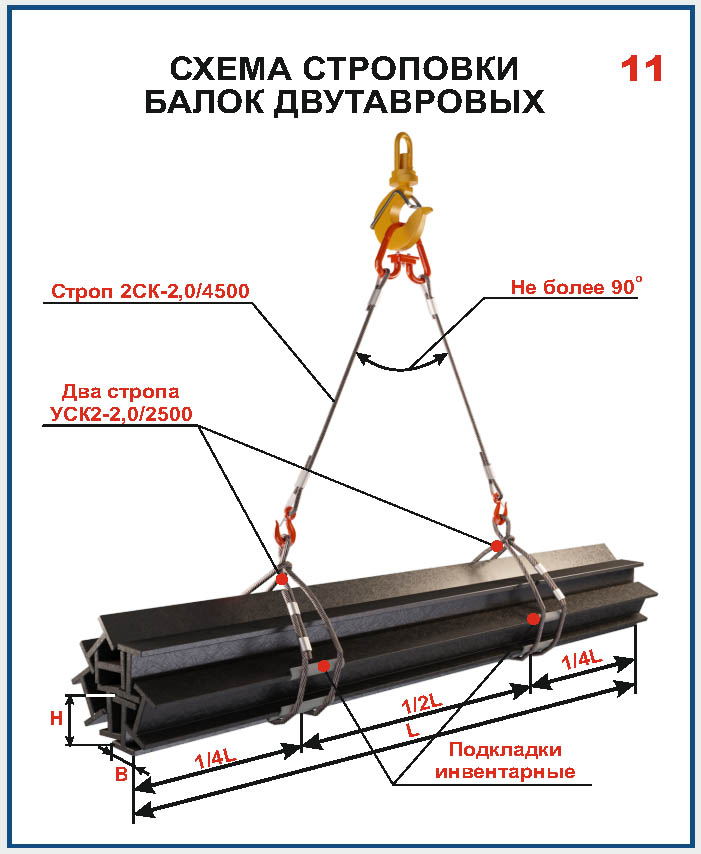 СХЕМА СТРОПОВКИ
БАЛОК ДВУТАВРОВЫХ
11
Строп 2СК-2,0/4500
Не более 90°
Два стропа
УСК2-2,0/2500
H
B
1/4L
1/2L
L
1/4L
Подкладки
инвентарные